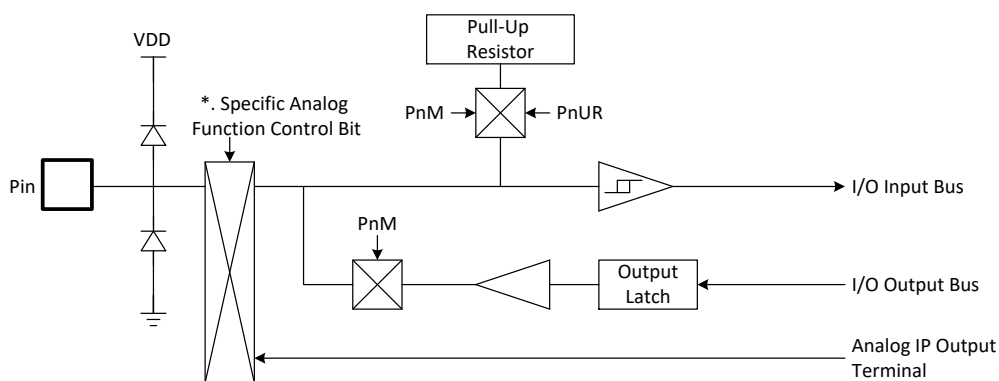 Pull-Up
Resistor
VDD
*. Specific Analog
Function Control Bit
PnM
PnUR
Pin
I/O Input Bus
PnM
Output
Latch
I/O Output Bus
Analog IP Output
Terminal